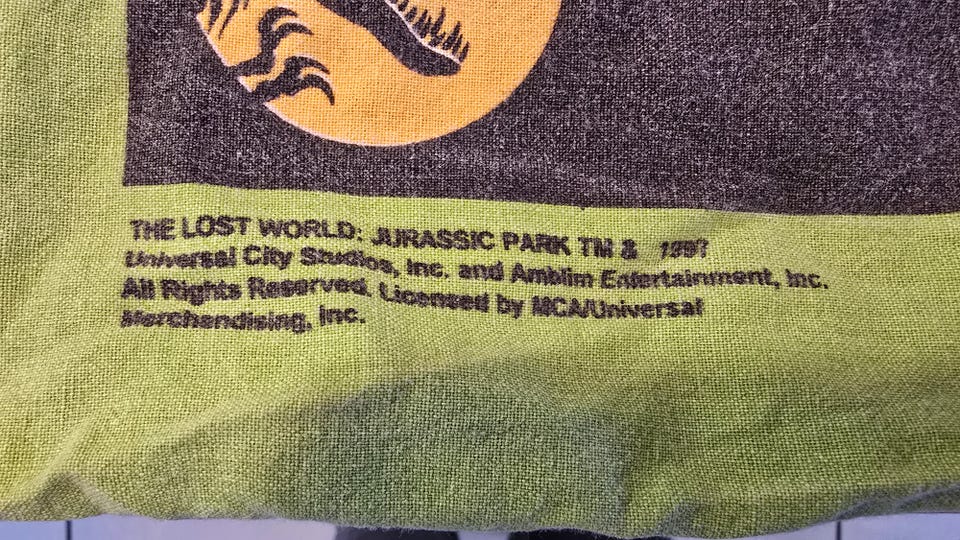 THE LOST WORLD: JURASSIC PARK TM & 1997
Universal City Studios, Inc. and Amblim Entertainment, Inc.
All Rights Reserved. Licensed by MCA/Universal
Merchendising, Inc.